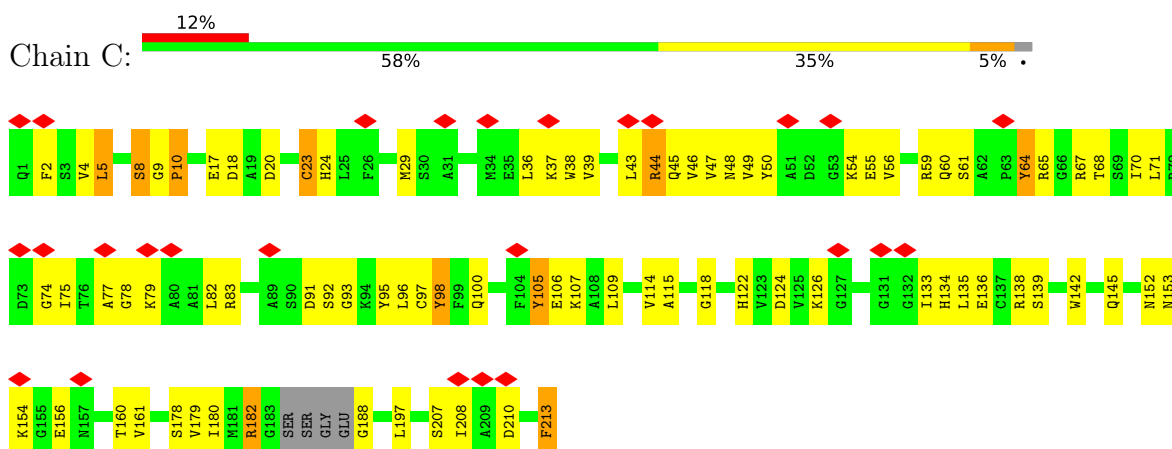 12%
Chain C:
58% 35% 5% •
Q1 F2 S3 V4 L5 S8 G9 P10 E17 D18 A19 D20 C23 H24 L25 F26 M29 S30 A31 M34 E35 L36 K37 W38 V39 L43 R44 Q45 V46 V47 N48 V49 Y50 A51 D52 G53 K54 E55 V56 R59 Q60 S61 A62 P63 Y64 R65 G66 R67 T68 S69 I70 L71
D73 G74 I75 T76 A77 G78 K79 A80 A81 L82 R83 A89 S90 D91 S92 G93 K94 Y95 L96 C97 Y98 F99 Q100 F104 Y105 E106 K107 A108 L109 V114 A115 G118 H122 V123 D124 V125 K126 G127 G131 G132 I133 H134 L135 E136 C137 R138 S139 W142 Q145 N152 N153
K154 G155 E156 N157 T160 V161 S178 V179 I180 M181 R182 G183 SER SER GLY GLU G188 L197 S207 I208 A209 D210 F213